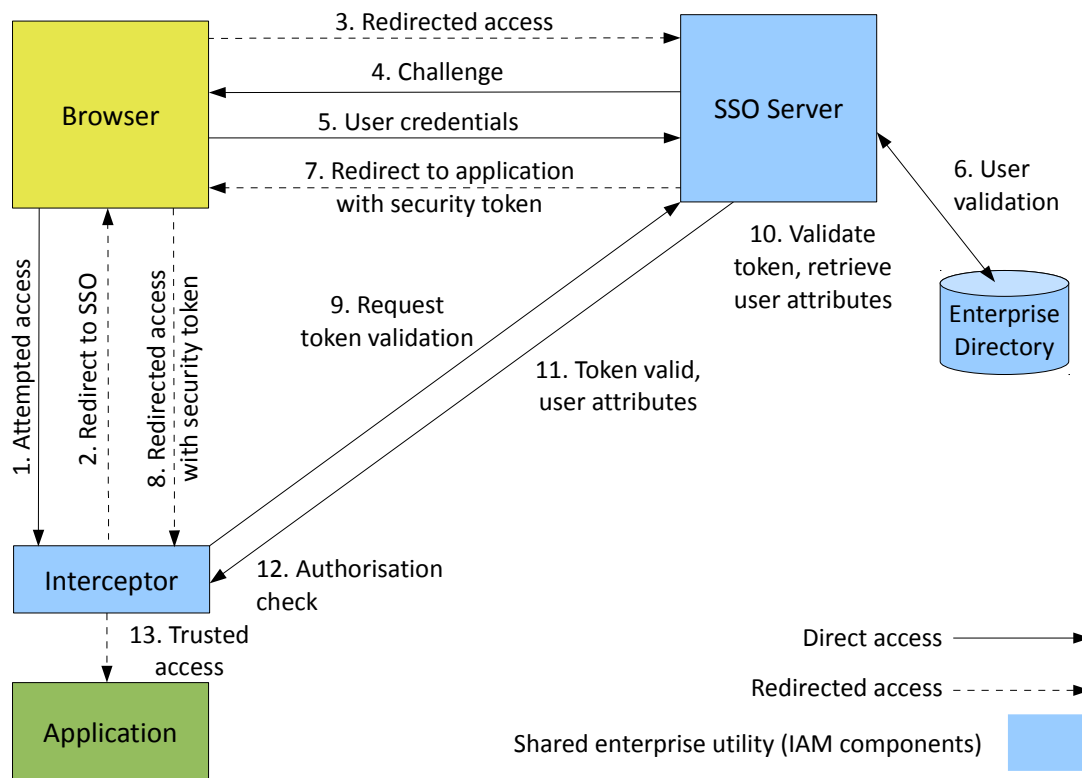 3. Redirected access
4. Challenge
Browser
SSO Server
5. User credentials
7. Redirect to application
with security token
6. User
validation
1. Attempted access
2. Redirect to SSO
8. Redirected access
with security token
10. Validate
token, retrieve
user attributes
9. Request
token validation
Enterprise
Directory
11. Token valid,
user attributes
Interceptor
12. Authorisation
check
13. Trusted
access
Direct access
Redirected access
Application
Shared enterprise utility (IAM components)